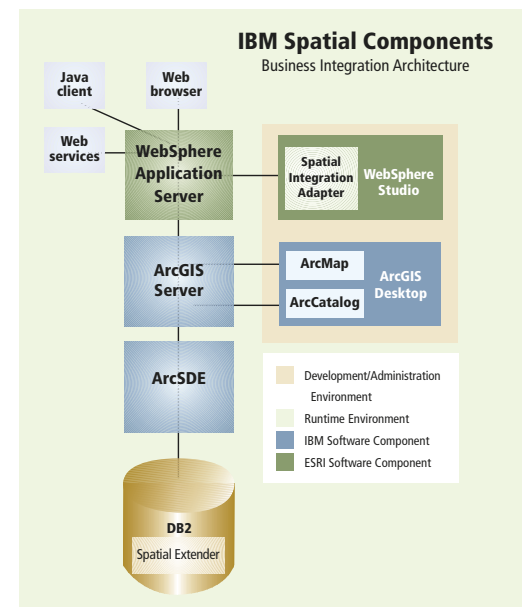 IBM Spatial Components
Business Integration Architecture
Java
client
Web
browser
Web
services
WebSphere
Application
Server
Spatial
Integration
Adapter
WebSphere
Studio
ArcGIS
Server
ArcMap
ArcCatalog
ArcGIS
Desktop
ArcSDE
Development/Administration
Environment
Runtime Environment
IBM Software Component
ESRI Software Component
DB2
Spatial Extender